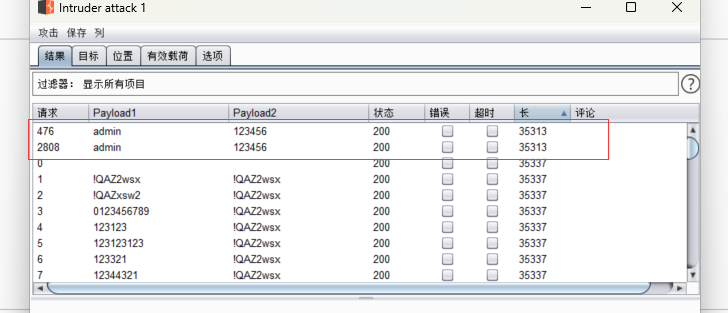 Intruder attack 1
攻击 保存 列
结果 目标 位置 有效载荷 选项
过滤器： 显示所有项目
?
请求 Payload1 Payload2 状态 错误 超时 长 评论
476 admin 123456 200 35313
2808 admin 123456 200 35313
0 200 35337
1 !QAZ2wsx !QAZ2wsx 200 35337
2 !QAZxsw2 !QAZ2wsx 200 35337
3 0123456789 !QAZ2wsx 200 35337
4 123123 !QAZ2wsx 200 35337
5 123123123 !QAZ2wsx 200 35337
6 123321 !QAZ2wsx 200 35337
7 12344321 !QAZ2wsx 200 35337